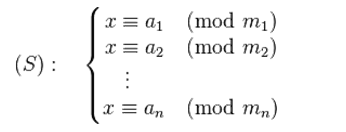 x ≡ a₁ (mod m₁)
(S) : x ≡ a₂ (mod m₂)
⋮
x ≡ aₙ (mod mₙ)